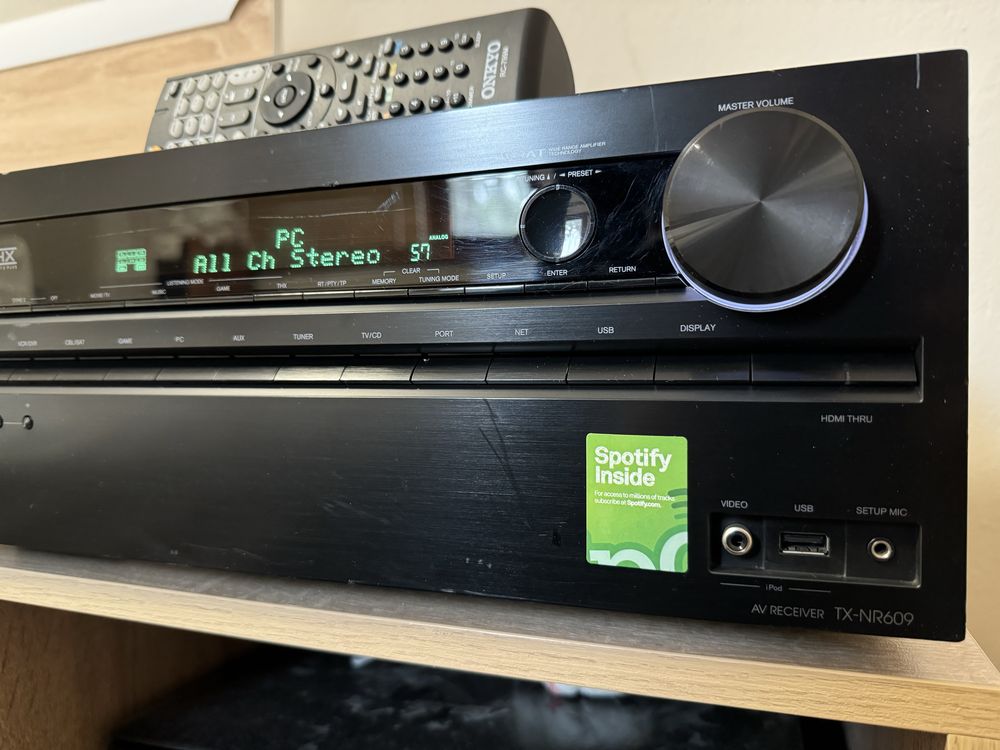 ONKYO
MASTER VOLUME
WIDE RANGE AMPLIFIER
TECHNOLOGY
TUNING / PRESET
PC
ANALOG
All Ch Stereo 57
CLEAR
LISTENING MODE
MOVIE/TV
MUSIC
GAME
THX
RT/PTY/TP
MEMORY
TUNING MODE
SETUP
ENTER
RETURN
VCR/DVR
CBL/SAT
GAME
PC
AUX
TUNER
TV/CD
PORT
NET
USB
DISPLAY
HDMI THRU
Spotify
Inside
For access to millions of tracks
subscribe at Spotify.com.
VIDEO
USB
SETUP MIC
iPod
AV RECEIVER TX-NR609